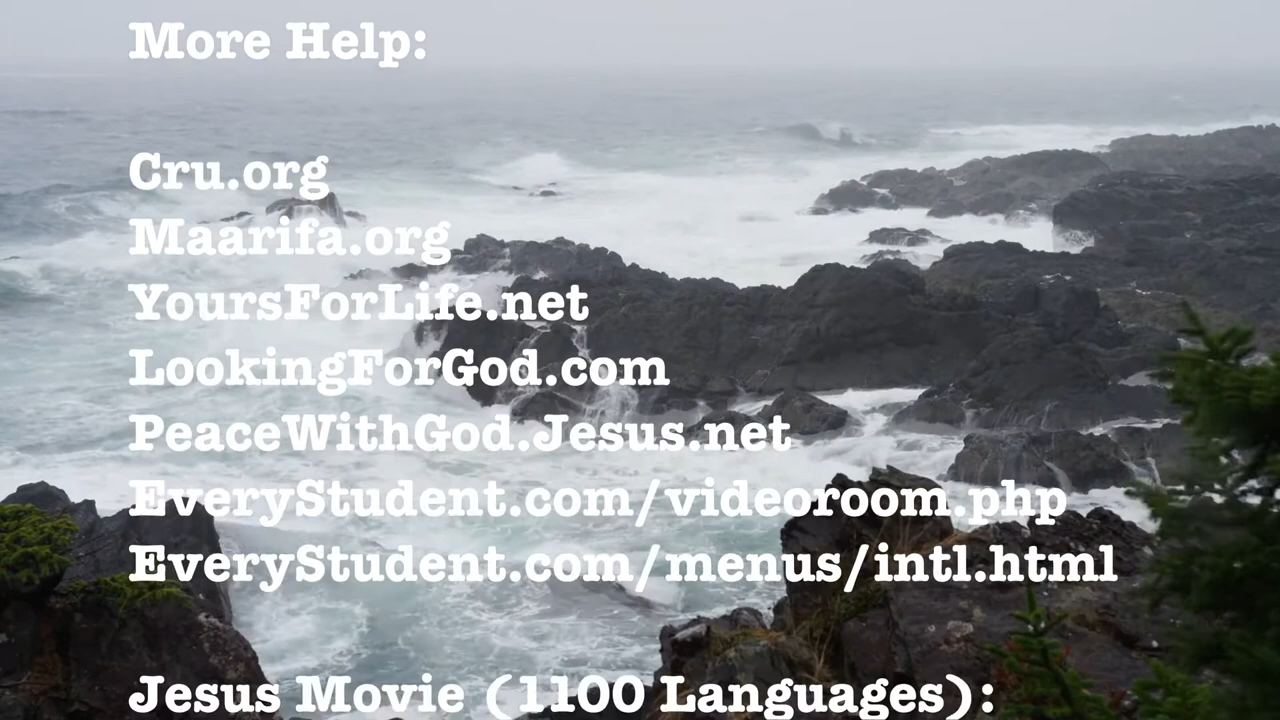 More Help:
Cru.org
Maarifa.org
YoursForLife.net
LookingForGod.com
PeaceWithGod.Jesus.net
EveryStudent.com/videoroom.php
EveryStudent.com/menus/intl.html
Jesus Movie (1100 Languages):